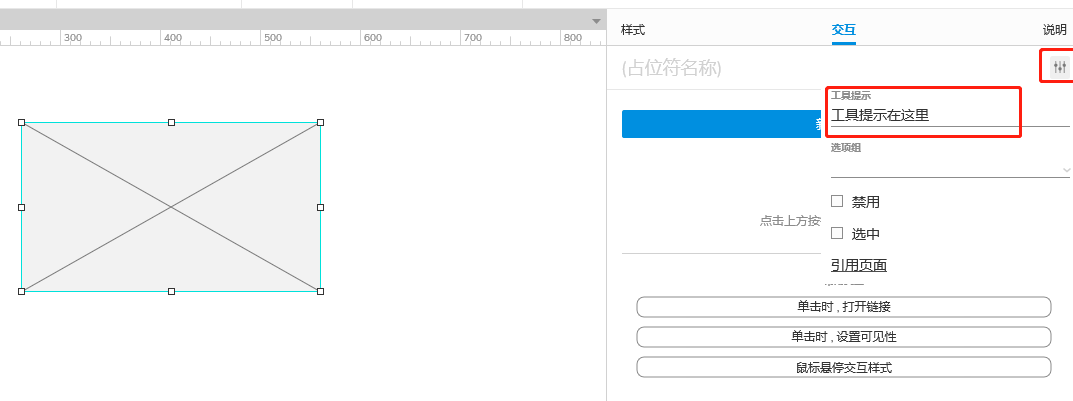 样式
交互
说明
300
400
500
600
700
800
(占位符名称)
工具提示
工具提示在这里
选项组
禁用
点击上方按
选中
引用页面
单击时 , 打开链接
单击时 , 设置可见性
鼠标悬停交互样式